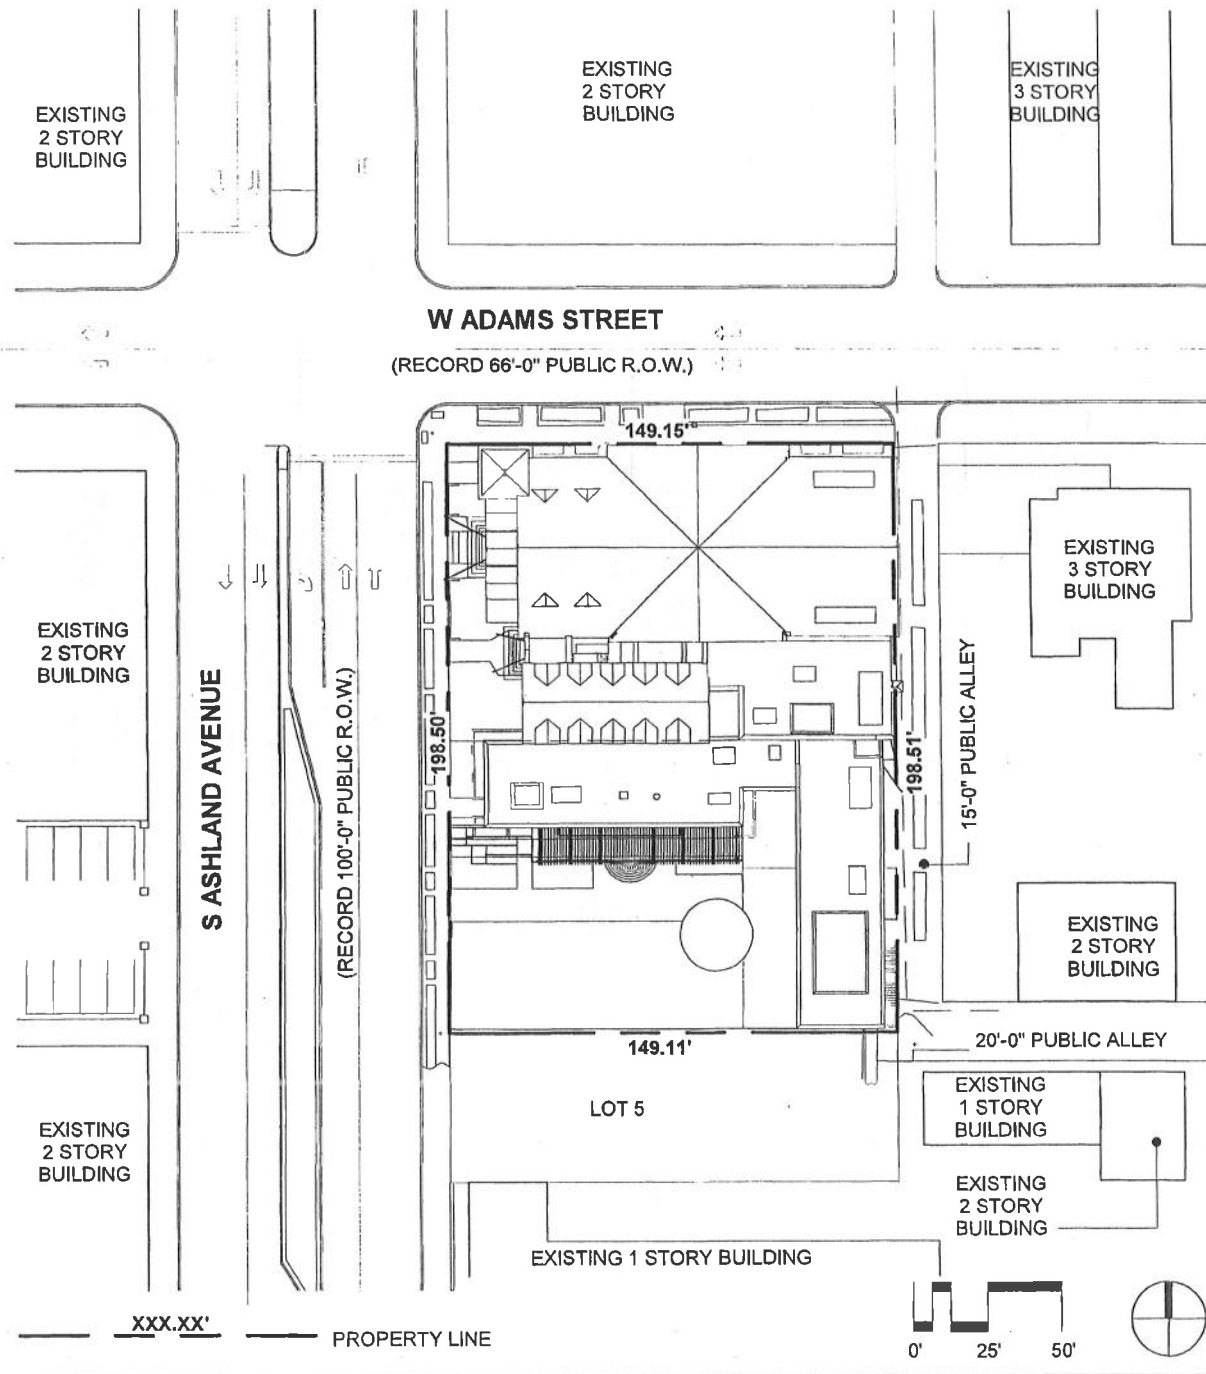 EXISTING
2 STORY
BUILDING
EXISTING
2 STORY
BUILDING
EXISTING
3 STORY
BUILDING
W ADAMS STREET
(RECORD 66'-0" PUBLIC R.O.W.)
149.15'
EXISTING
3 STORY
BUILDING
EXISTING
2 STORY
BUILDING
S ASHLAND AVENUE
(RECORD 100'-0" PUBLIC R.O.W.)
198.50'
198.51'
15'-0" PUBLIC ALLEY
EXISTING
2 STORY
BUILDING
149.11'
20'-0" PUBLIC ALLEY
LOT 5
EXISTING
1 STORY
BUILDING
EXISTING
2 STORY
BUILDING
EXISTING
2 STORY
BUILDING
EXISTING 1 STORY BUILDING
XXX.XX'
PROPERTY LINE
0' 25' 50'